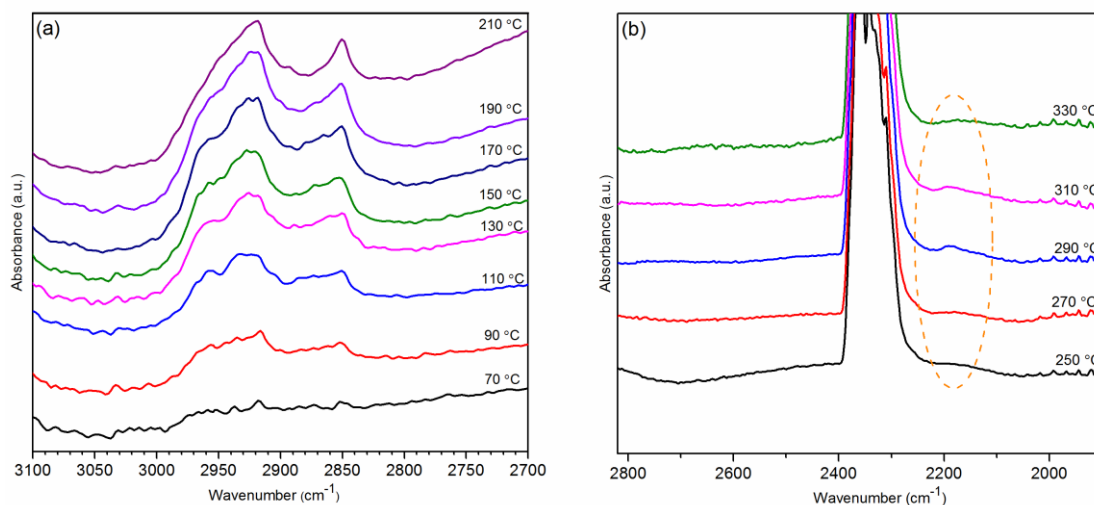 (a)
210 °C
190 °C
170 °C
150 °C
130 °C
110 °C
90 °C
70 °C
Absorbance (a.u.)
3100 3050 3000 2950 2900 2850 2800 2750 2700
Wavenumber (cm⁻¹)
(b)
330 °C
310 °C
290 °C
270 °C
250 °C
Absorbance (a.u.)
2800 2600 2400 2200 2000
Wavenumber (cm⁻¹)